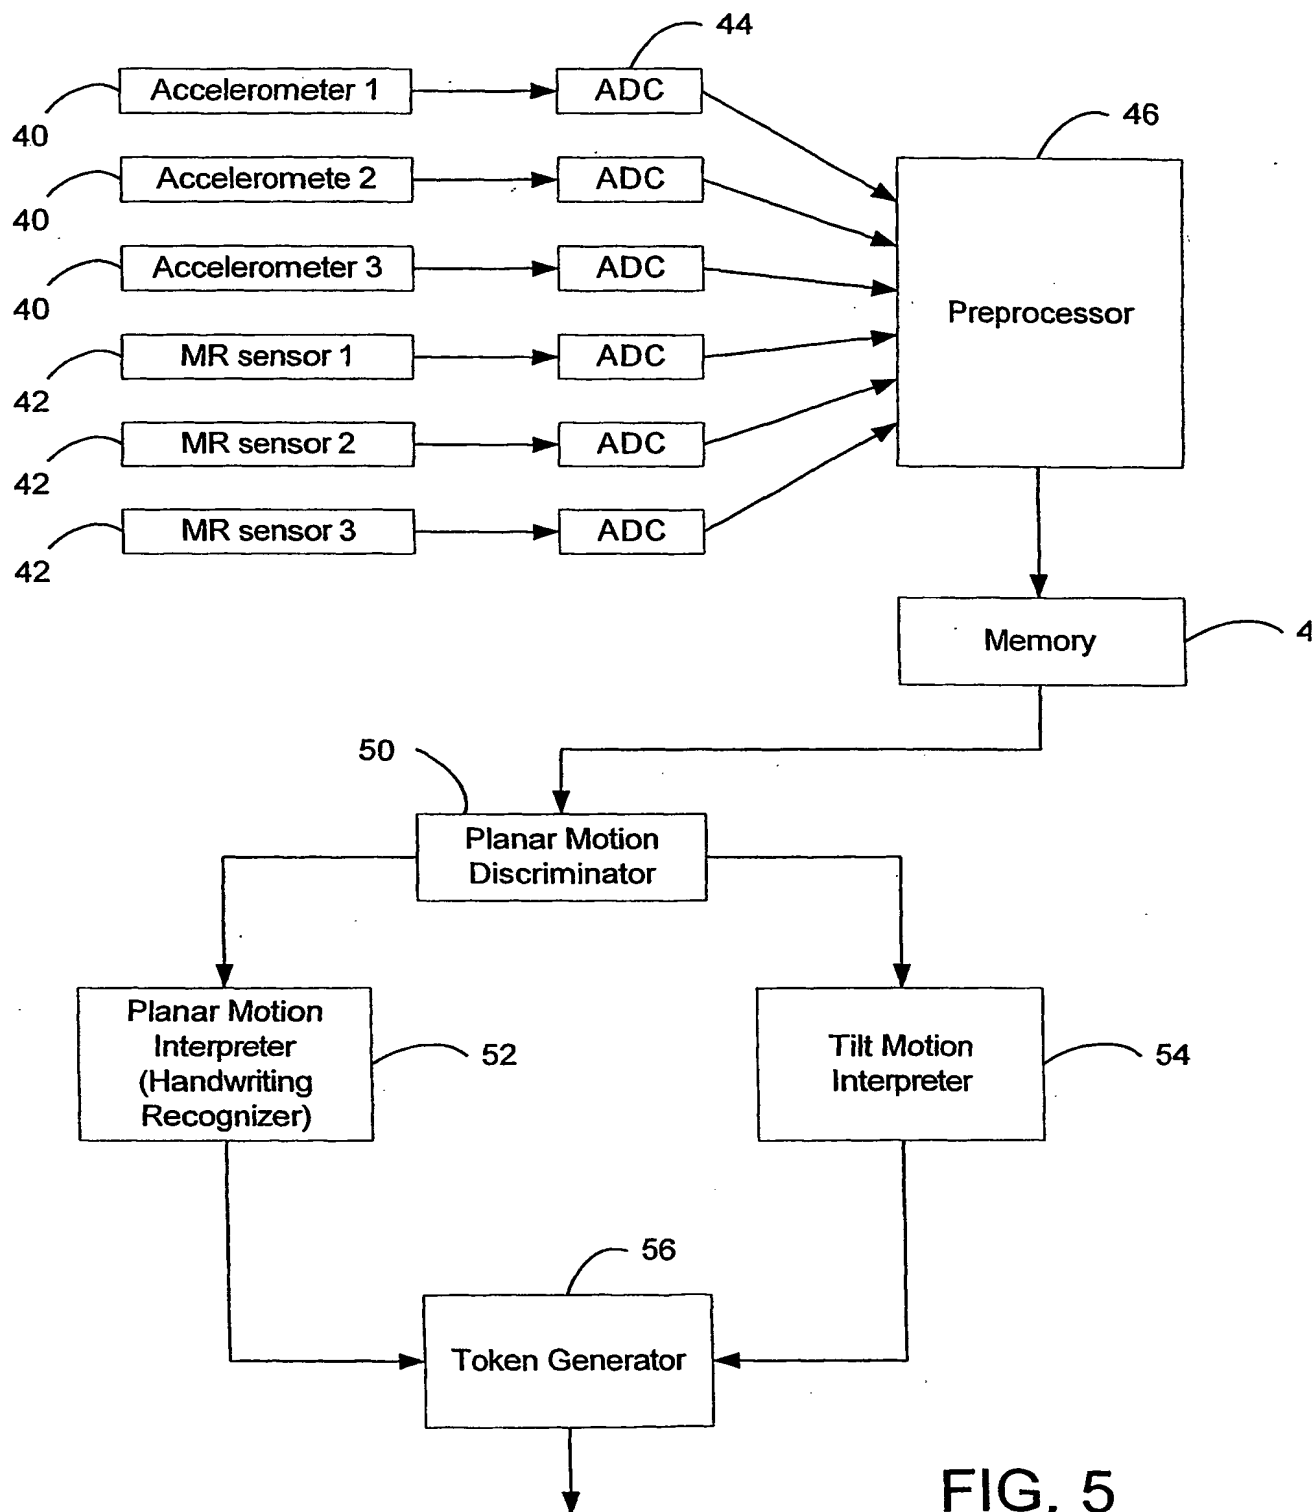 44
Accelerometer 1
ADC
40
46
Acceleromete 2
ADC
40
Accelerometer 3
ADC
40
Preprocessor
MR sensor 1
ADC
42
MR sensor 2
ADC
42
MR sensor 3
ADC
42
Memory
4
50
Planar Motion
Discriminator
Planar Motion
Interpreter
(Handwriting
Recognizer)
52
Tilt Motion
Interpreter
54
56
Token Generator
FIG. 5